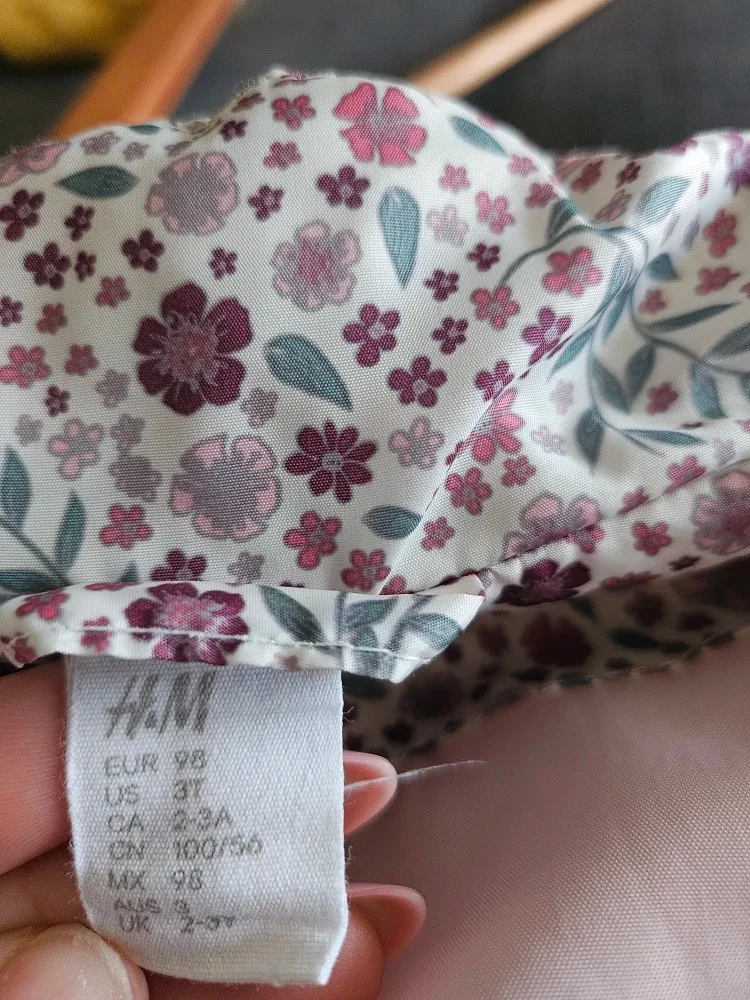 H&M
EUR 98
US 3T
CA 2-3A
CN 100/56
MX 98
AUS 3
UK 2-3Y